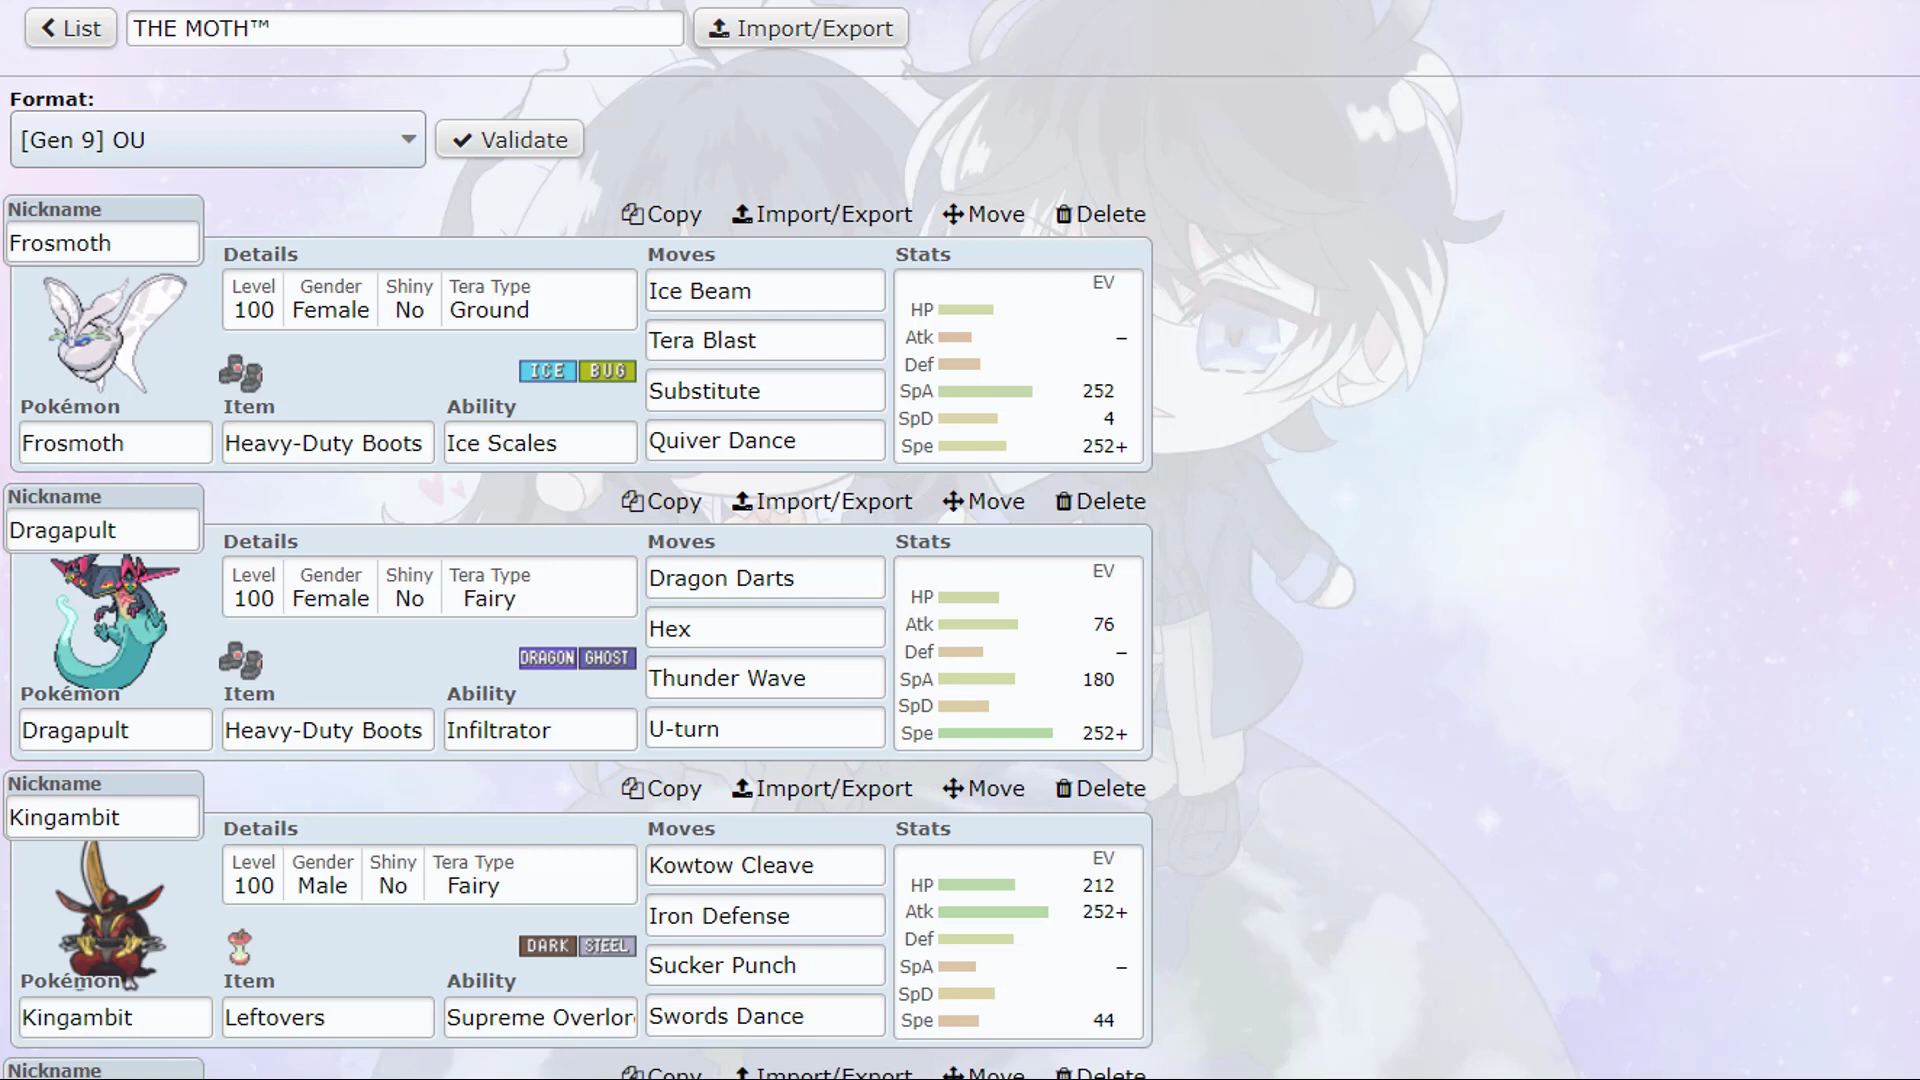 List
THE MOTH™
Import/Export
Format:
[Gen 9] OU
Validate
Copy Import/Export Move Delete
Nickname
Frosmoth
Details
Level Gender Shiny Tera Type
100 Female No Ground
ICE BUG
Pokémon Item Ability
Frosmoth Heavy-Duty Boots Ice Scales
Moves
Ice Beam
Tera Blast
Substitute
Quiver Dance
Stats
EV
HP
Atk –
Def
SpA 252
SpD 4
Spe 252+
Copy Import/Export Move Delete
Nickname
Dragapult
Details
Level Gender Shiny Tera Type
100 Female No Fairy
DRAGON GHOST
Pokémon Item Ability
Dragapult Heavy-Duty Boots Infiltrator
Moves
Dragon Darts
Hex
Thunder Wave
U-turn
Stats
EV
HP
Atk 76
Def –
SpA 180
SpD
Spe 252+
Copy Import/Export Move Delete
Nickname
Kingambit
Details
Level Gender Shiny Tera Type
100 Male No Fairy
DARK STEEL
Pokémon Item Ability
Kingambit Leftovers Supreme Overlor
Moves
Kowtow Cleave
Iron Defense
Sucker Punch
Swords Dance
Stats
EV
HP 212
Atk 252+
Def
SpA –
SpD
Spe 44
Copy Import/Export Move Delete
Nickname